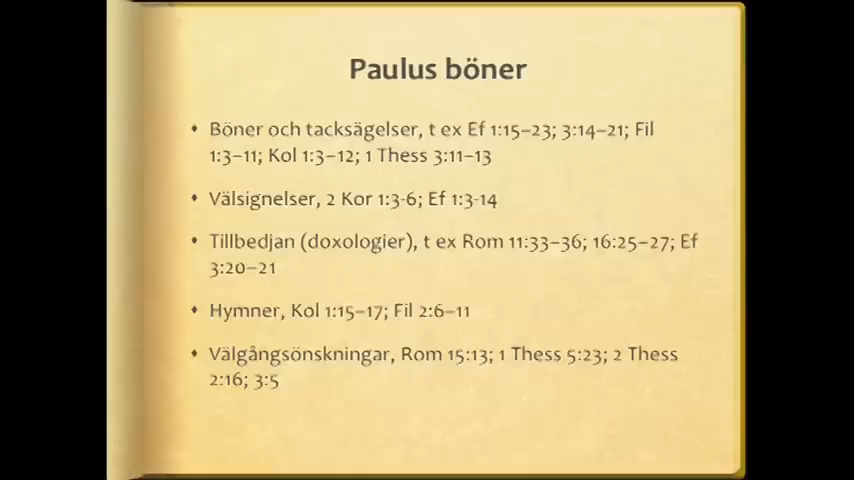 Paulus böner
Böner och tacksägelser, t ex Ef 1:15–23; 3:14–21; Fil
1:3–11; Kol 1:3–12; 1 Thess 3:11–13
Välsignelser, 2 Kor 1:3-6; Ef 1:3-14
Tillbedjan (doxologier), t ex Rom 11:33–36; 16:25–27; Ef
3:20–21
Hymner, Kol 1:15–17; Fil 2:6–11
Välgångsönskningar, Rom 15:13; 1 Thess 5:23; 2 Thess
2:16; 3:5